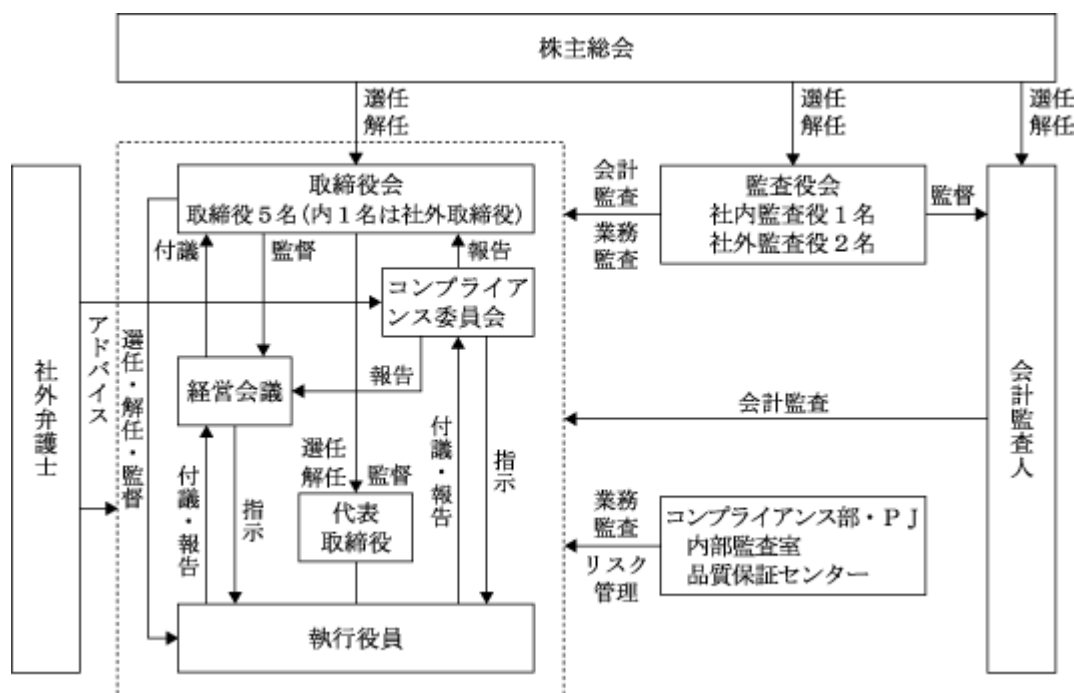 株主総会
選任
解任
選任
解任
選任
解任
取締役会
取締役5名(内1名は社外取締役)
会計
監査
業務
監査
監査役会
社内監査役1名
社外監査役2名
監督
付議
監督
報告
コンプライア
ンス委員会
社外弁護士
アドバイス
選任・解任・監督
経営会議
報告
会計監査
会計監査人
付議・報告
指示
選任
解任
監督
付議・報告
指示
代表
取締役
業務
監査
リスク
管理
コンプライアンス部・PJ
内部監査室
品質保証センター
執行役員